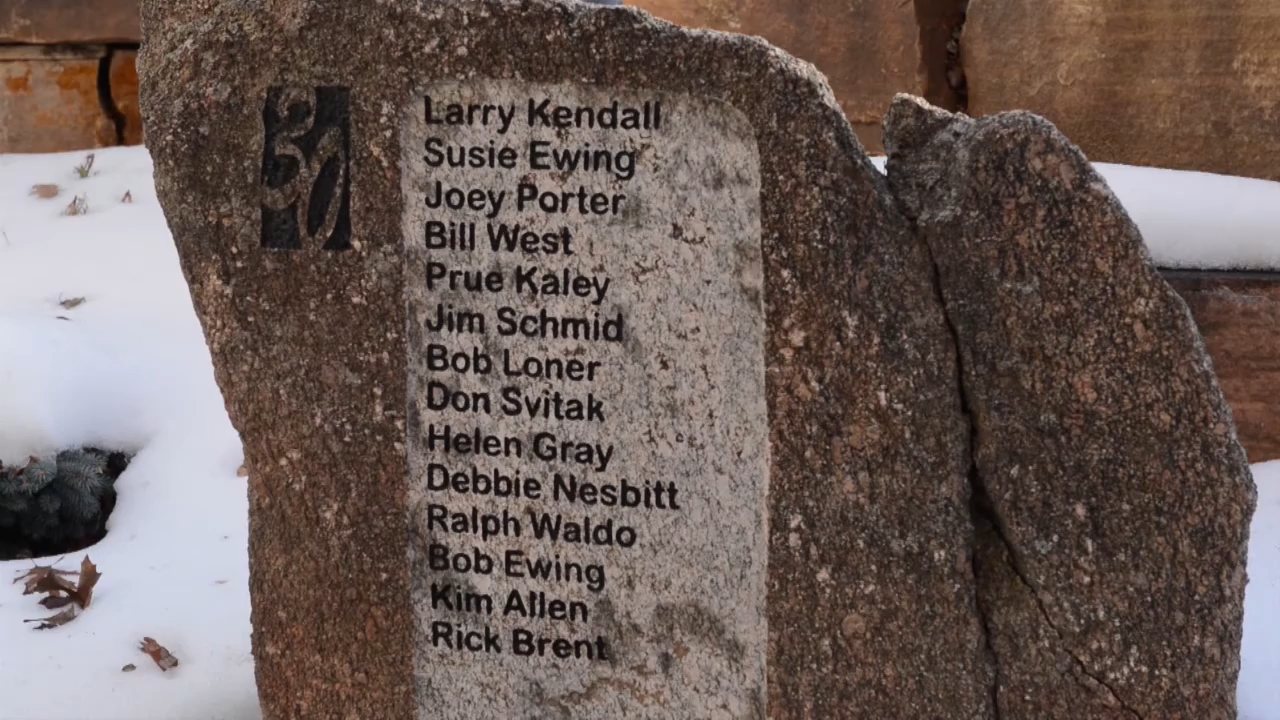 30
Larry Kendall
Susie Ewing
Joey Porter
Bill West
Prue Kaley
Jim Schmid
Bob Loner
Don Svitak
Helen Gray
Debbie Nesbitt
Ralph Waldo
Bob Ewing
Kim Allen
Rick Brent